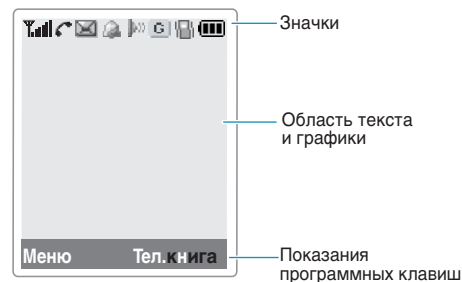 G
Значки
Область текста
и графики
Меню Тел.книга
Показания
программных клавиш